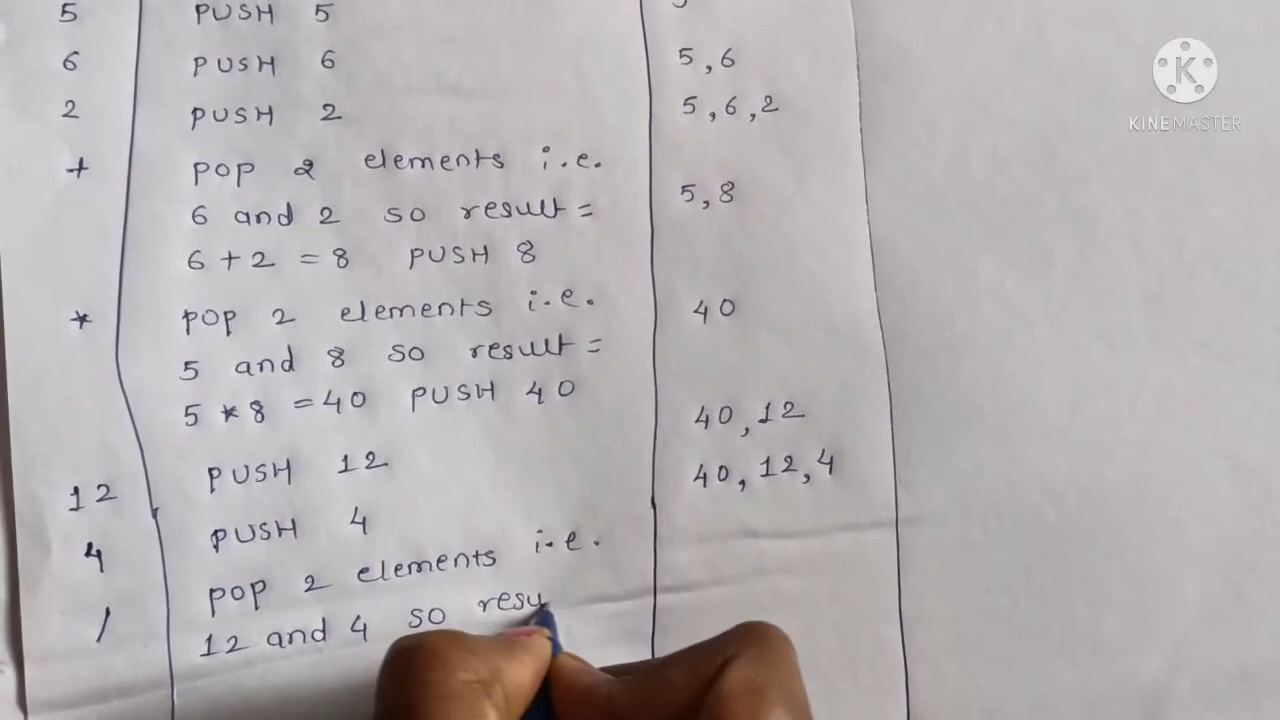 5 PUSH 5
6 PUSH 6 5,6
2 PUSH 2 5,6,2
+ POP 2 elements i.e.
6 and 2 so result = 5,8
6+2 = 8 PUSH 8
* POP 2 elements i.e. 40
5 and 8 so result =
5 * 8 = 40 PUSH 40
12 PUSH 12 40,12
4 PUSH 4 40,12,4
/ POP 2 elements i.e.
12 and 4 so resu
KINEMASTER